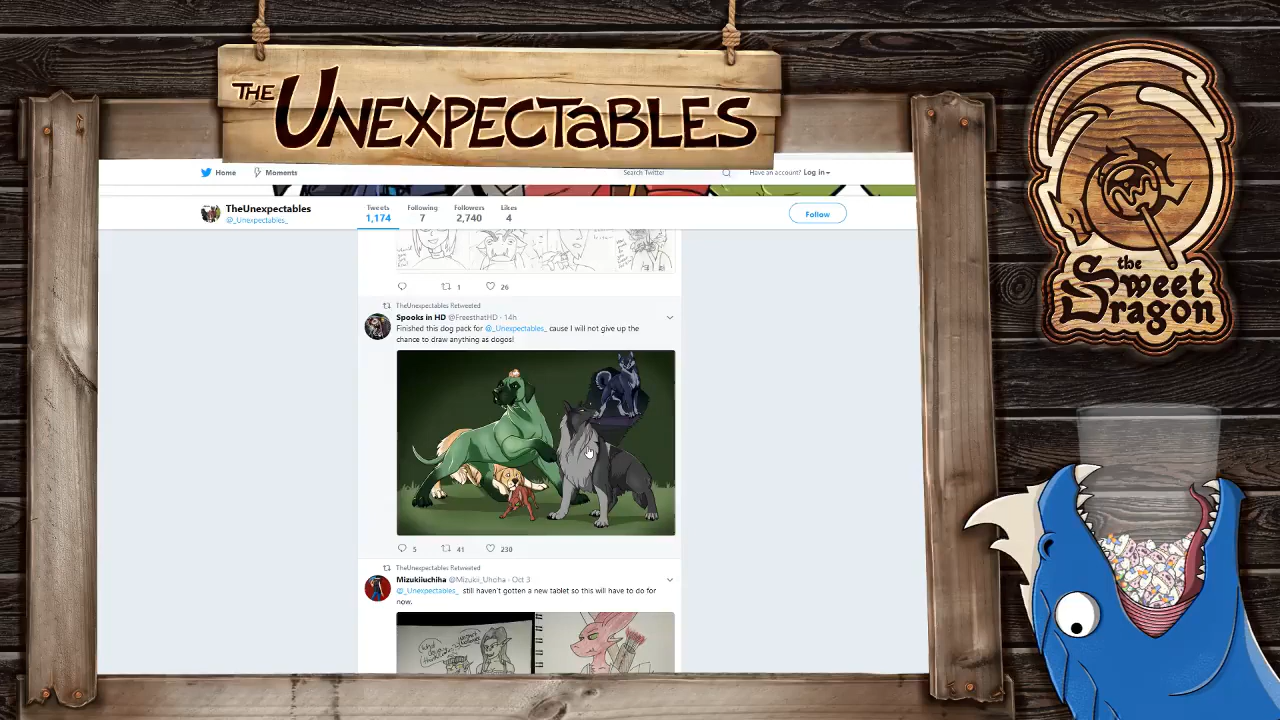 THE UNEXPECTaBLES
Home
Moments
Search Twitter
Have an account? Log in
TheUnexpectables
@_Unexpectables_
Tweets
1,174
Following
7
Followers
2,740
Likes
4
Follow
1
26
TheUnexpectables Retweeted
Spooks in HD @FreesthatHD · 14h
Finished this dog pack for @_Unexpectables_ cause I will not give up the
chance to draw anything as dogos!
5
41
230
TheUnexpectables Retweeted
Mizukiiuchiha @Mizukii_Uhoha · Oct 3
@_Unexpectables_ still haven't gotten a new tablet so this will have to do for
now.
the
Sweet
Dragon